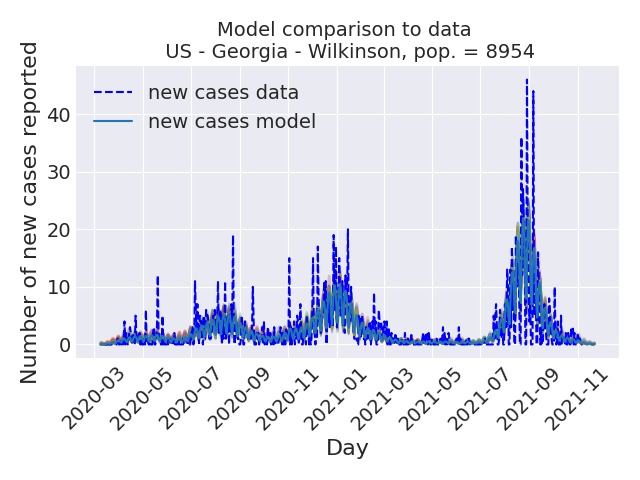 Model comparison to data
US - Georgia - Wilkinson, pop. = 8954
Number of new cases reported
40
30
20
10
0
new cases data
new cases model
2020-03
2020-05
2020-07
2020-09
2020-11
2021-01
2021-03
2021-05
2021-07
2021-09
2021-11
Day